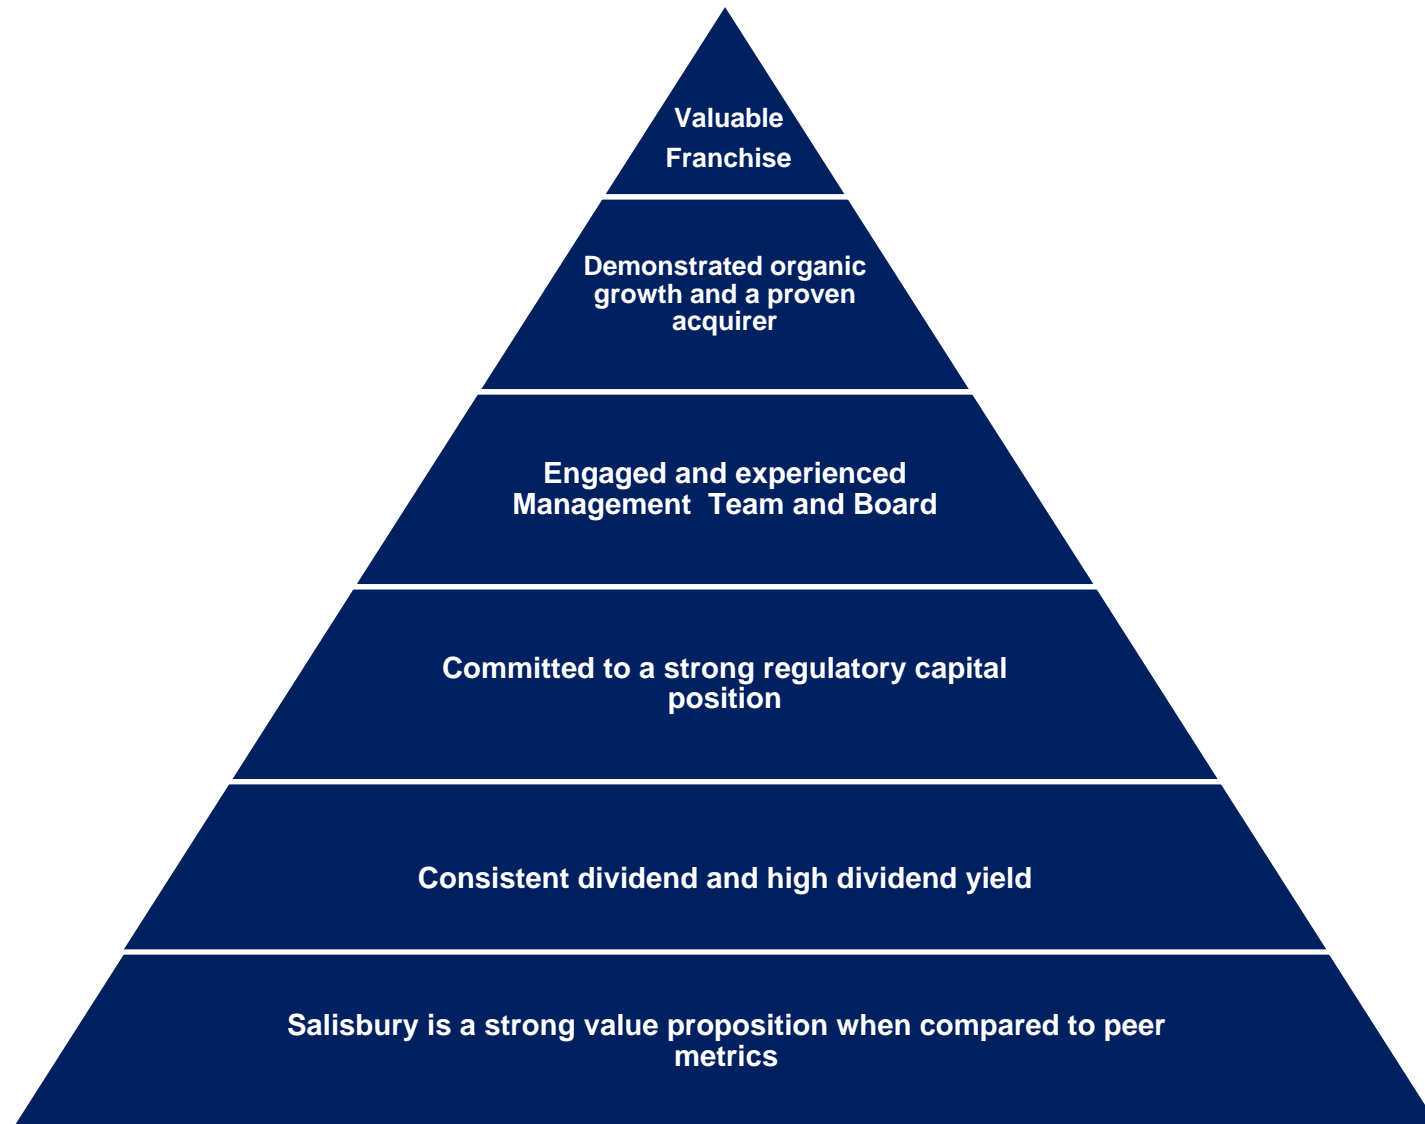 Valuable
Franchise
Demonstrated organic
growth and a proven
acquirer
Engaged and experienced
Management  Team and Board
Committed to a strong regulatory capital
position
Consistent dividend and high dividend yield
Salisbury is a strong value proposition when compared to peer
metrics